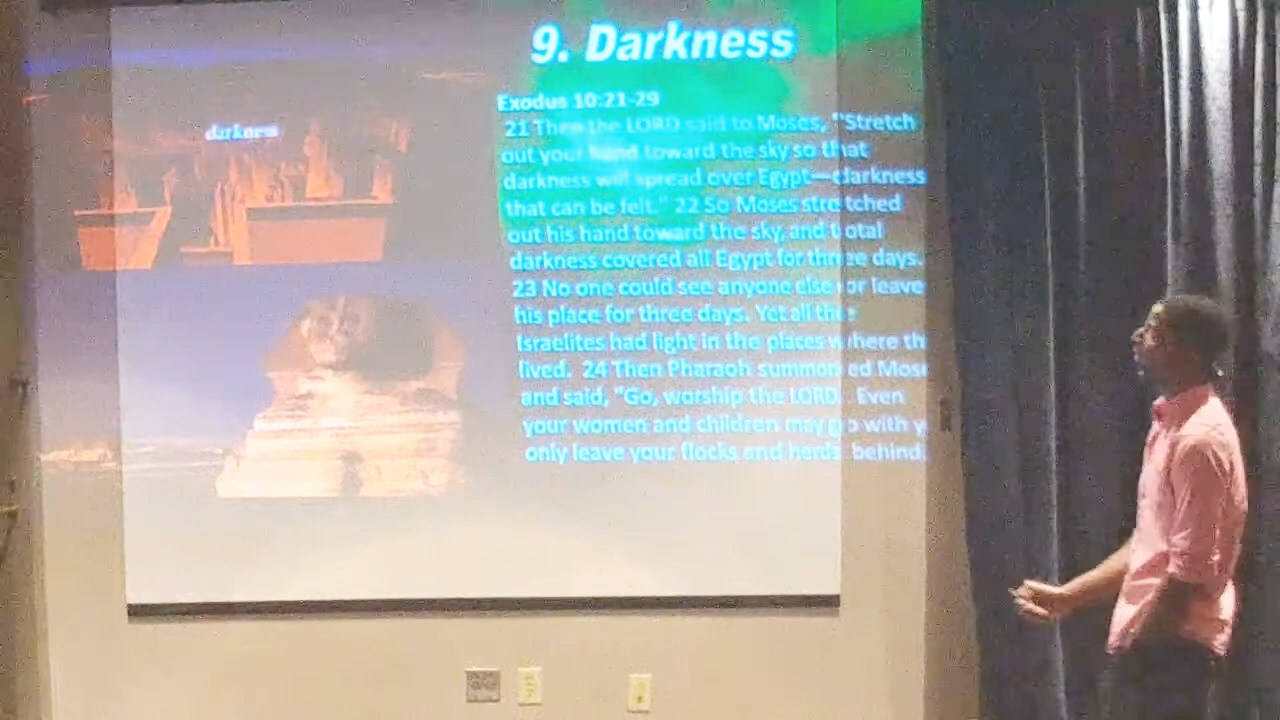 9. Darkness
darkness
Exodus 10:21-29
21 Then the LORD said to Moses, "Stretch
out your hand toward the sky so that
darkness will spread over Egypt—darkness
that can be felt." 22 So Moses stretched
out his hand toward the sky, and total
darkness covered all Egypt for three days.
23 No one could see anyone else or leave
his place for three days. Yet all the
Israelites had light in the places where th
lived. 24 Then Pharaoh summoned Mose
and said, "Go, worship the LORD. Even
your women and children may go with y
only leave your flocks and herds behind.